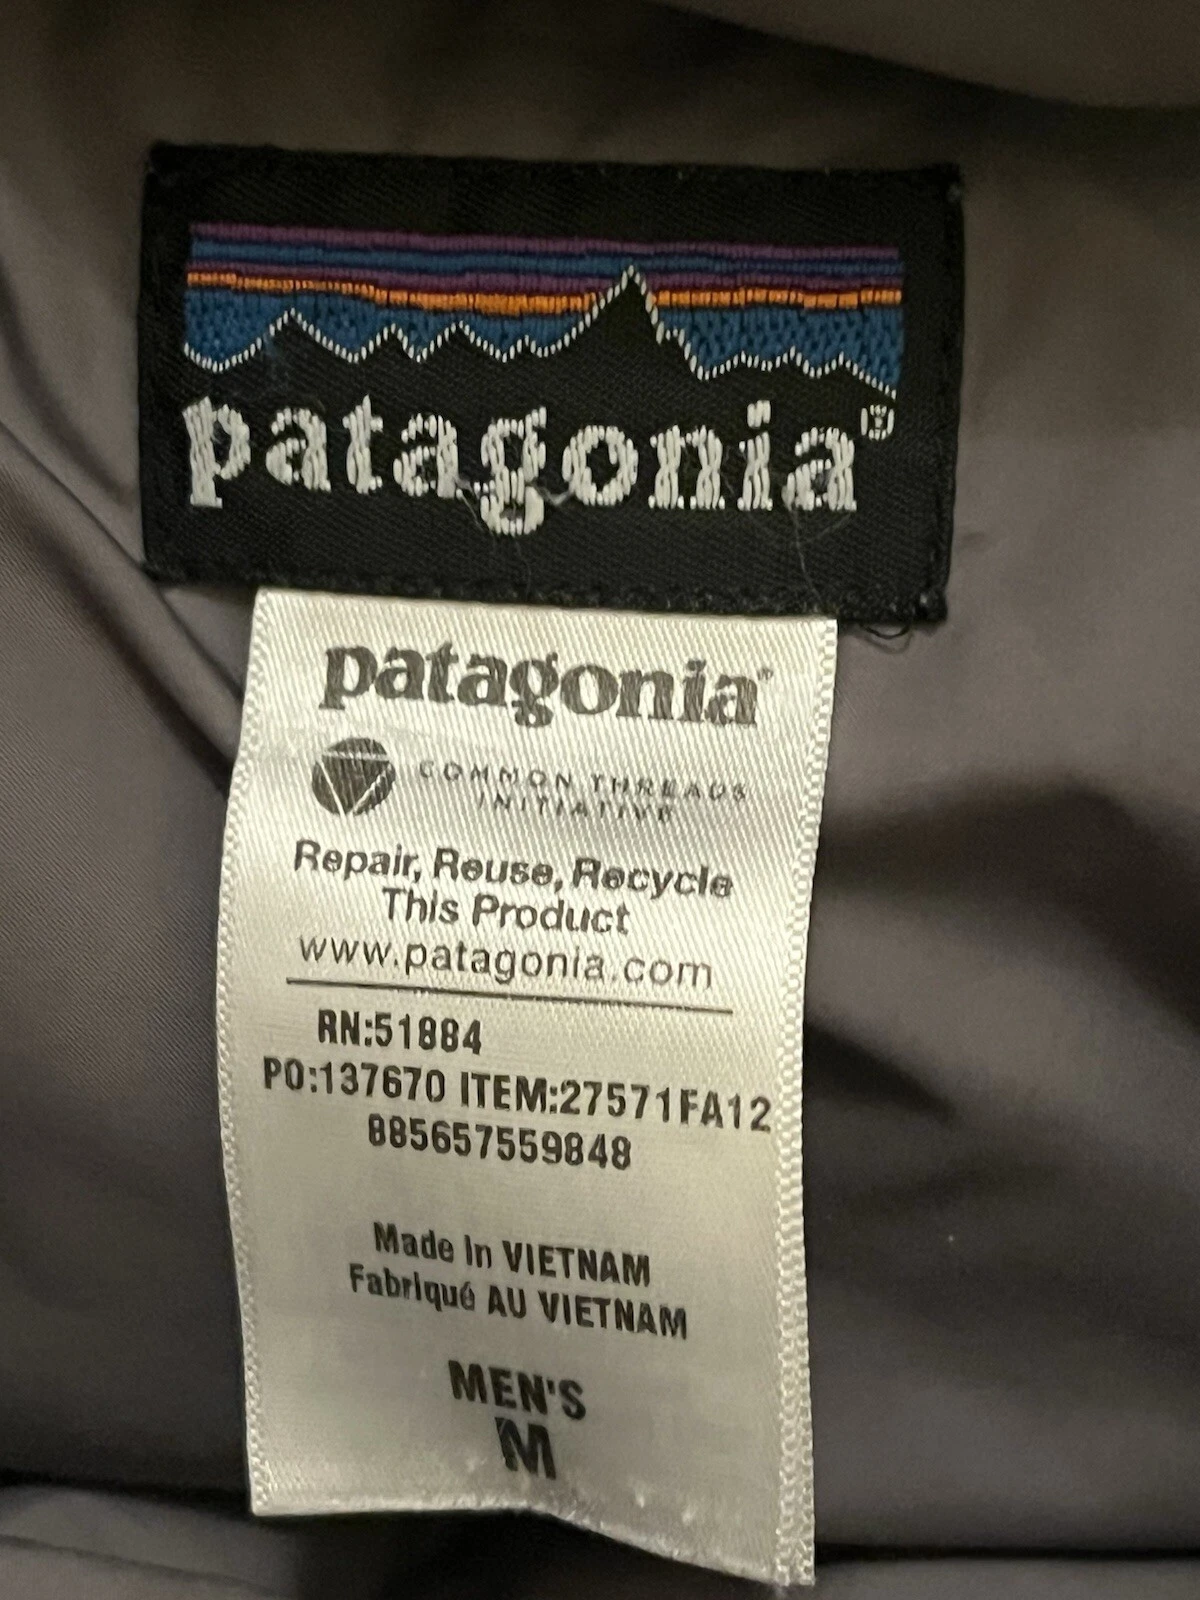 patagonia®
patagonia®
COMMON THREADS
INITIATIVE
Repair, Reuse, Recycle
This Product
www.patagonia.com
RN:51884
PO:137670 ITEM:27571FA12
885657559848
Made In VIETNAM
Fabriqué AU VIETNAM
MEN'S
M